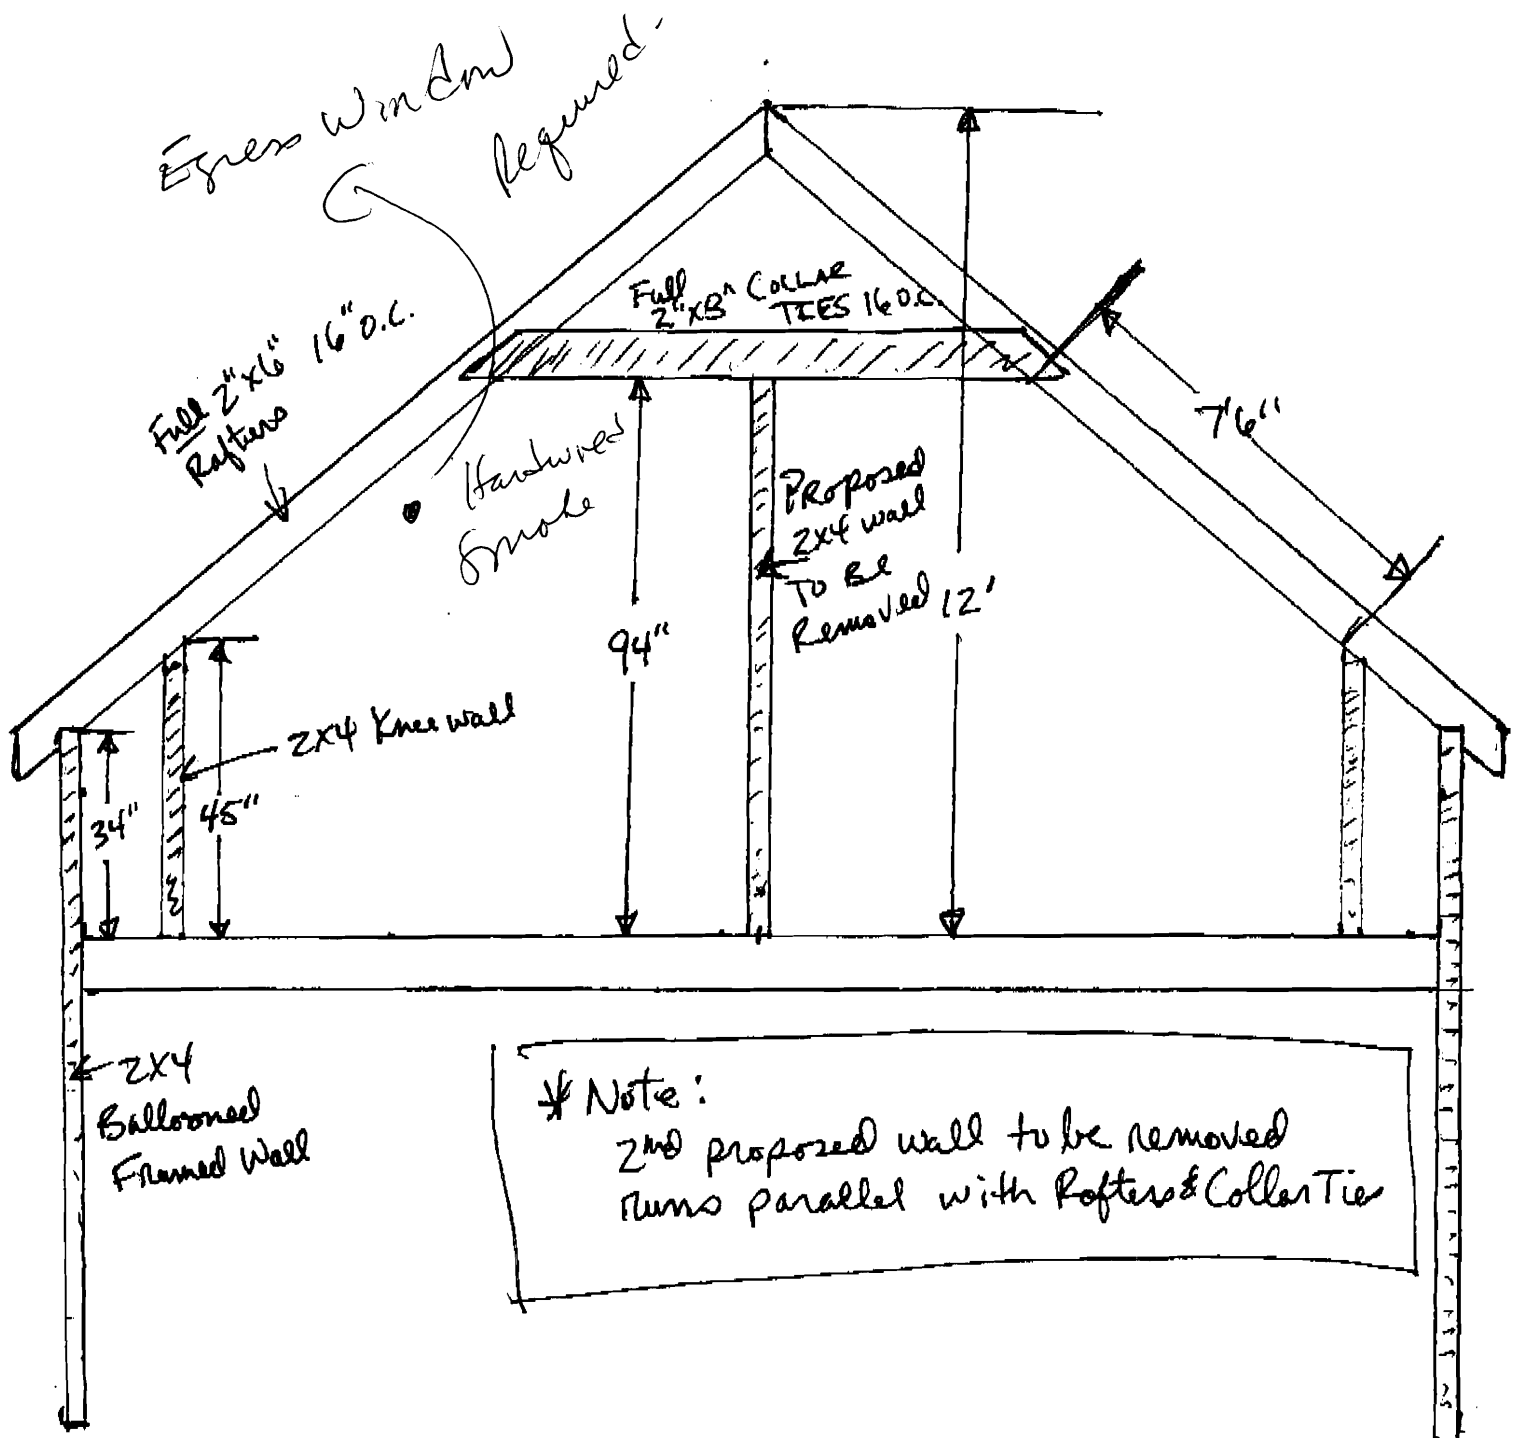 Egress Window
Required.
Full 2"x6" 16" O.C.
Rafters
Full
2"x8" COLLAR
TIES 16 O.C.
7'6"
Hardwired
Smoke
PROPOSED
2x4 wall
TO BE
Removed
12'
94"
2x4 Knee wall
34"
45"
2x4
Ballooned
Framed Wall
* Note:
2nd proposed wall to be removed
runs parallel with Rafters & Collar Ties